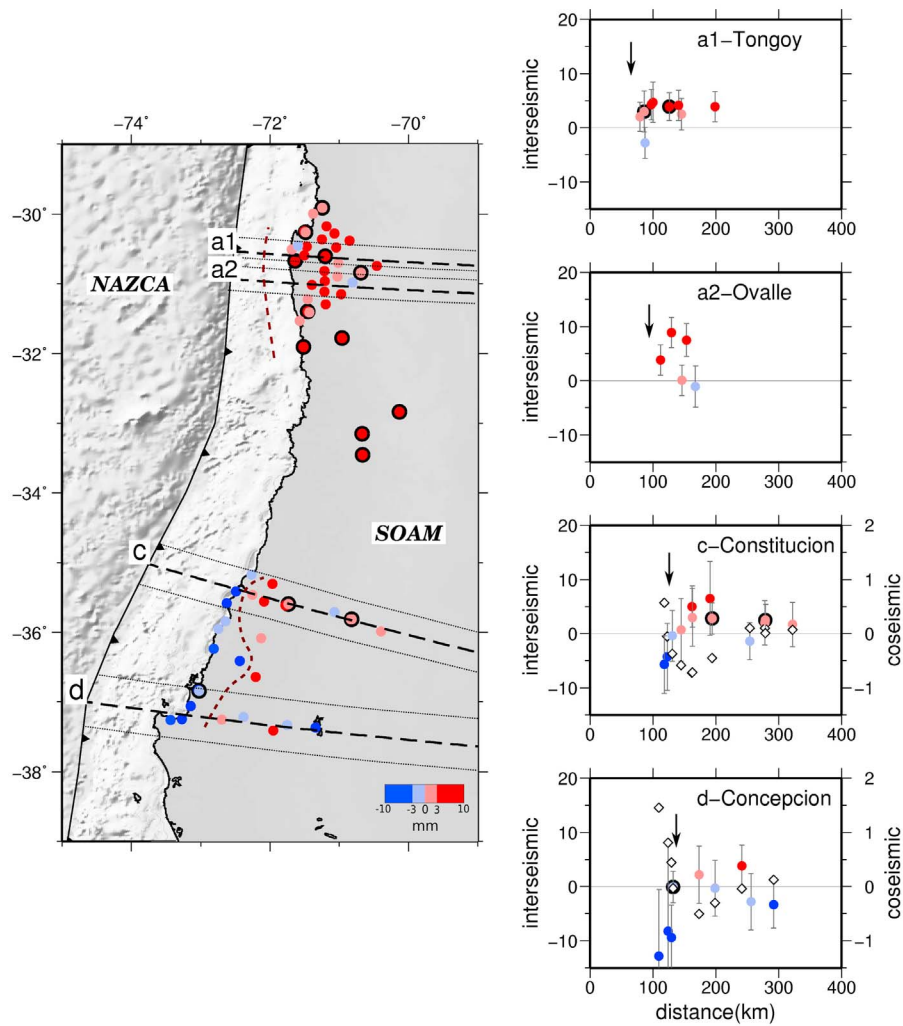 −74˚ −72˚ −70˚
−30˚
−32˚
−34˚
−36˚
−38˚
a1
a2
NAZCA
SOAM
c
d
−10 −3 0 3 10
mm
a1−Tongoy
interseismic
20
10
0
−10
0 100 200 300 400
a2−Ovalle
interseismic
20
10
0
−10
0 100 200 300 400
c−Constitucion
interseismic
20
10
0
−10
2
1
0
−1
coseismic
0 100 200 300 400
d−Concepcion
interseismic
20
10
0
−10
2
1
0
−1
coseismic
0 100 200 300 400
distance(km)